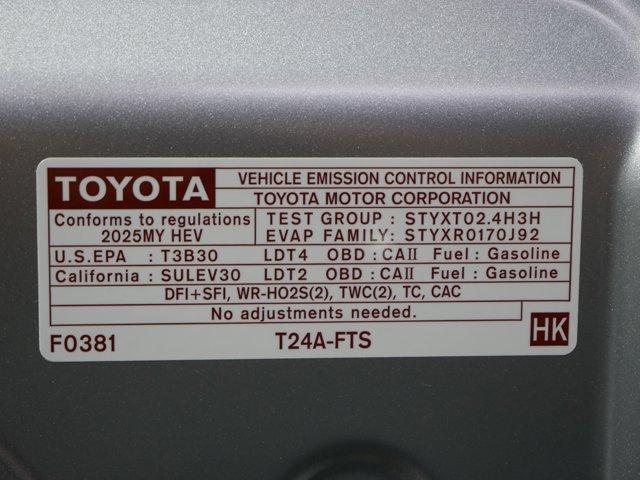 TOYOTA
VEHICLE EMISSION CONTROL INFORMATION
TOYOTA MOTOR CORPORATION
Conforms to regulations
2025MY HEV
TEST GROUP : STYXT02.4H3H
EVAP FAMILY: STYXR0170J92
U.S.EPA : T3B30 LDT4 OBD : CAII Fuel : Gasoline
California : SULEV30 LDT2 OBD : CAII Fuel : Gasoline
DFI+SFI, WR-HO2S(2), TWC(2), TC, CAC
No adjustments needed.
F0381 T24A-FTS HK